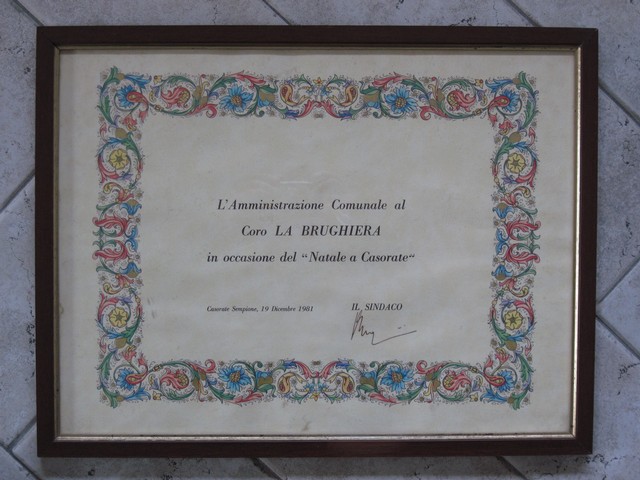 L'Amministrazione Comunale al
Coro LA BRUGHIERA
in occasione del "Natale a Casorate"
Casorate Sempione, 19 Dicembre 1981 IL SINDACO